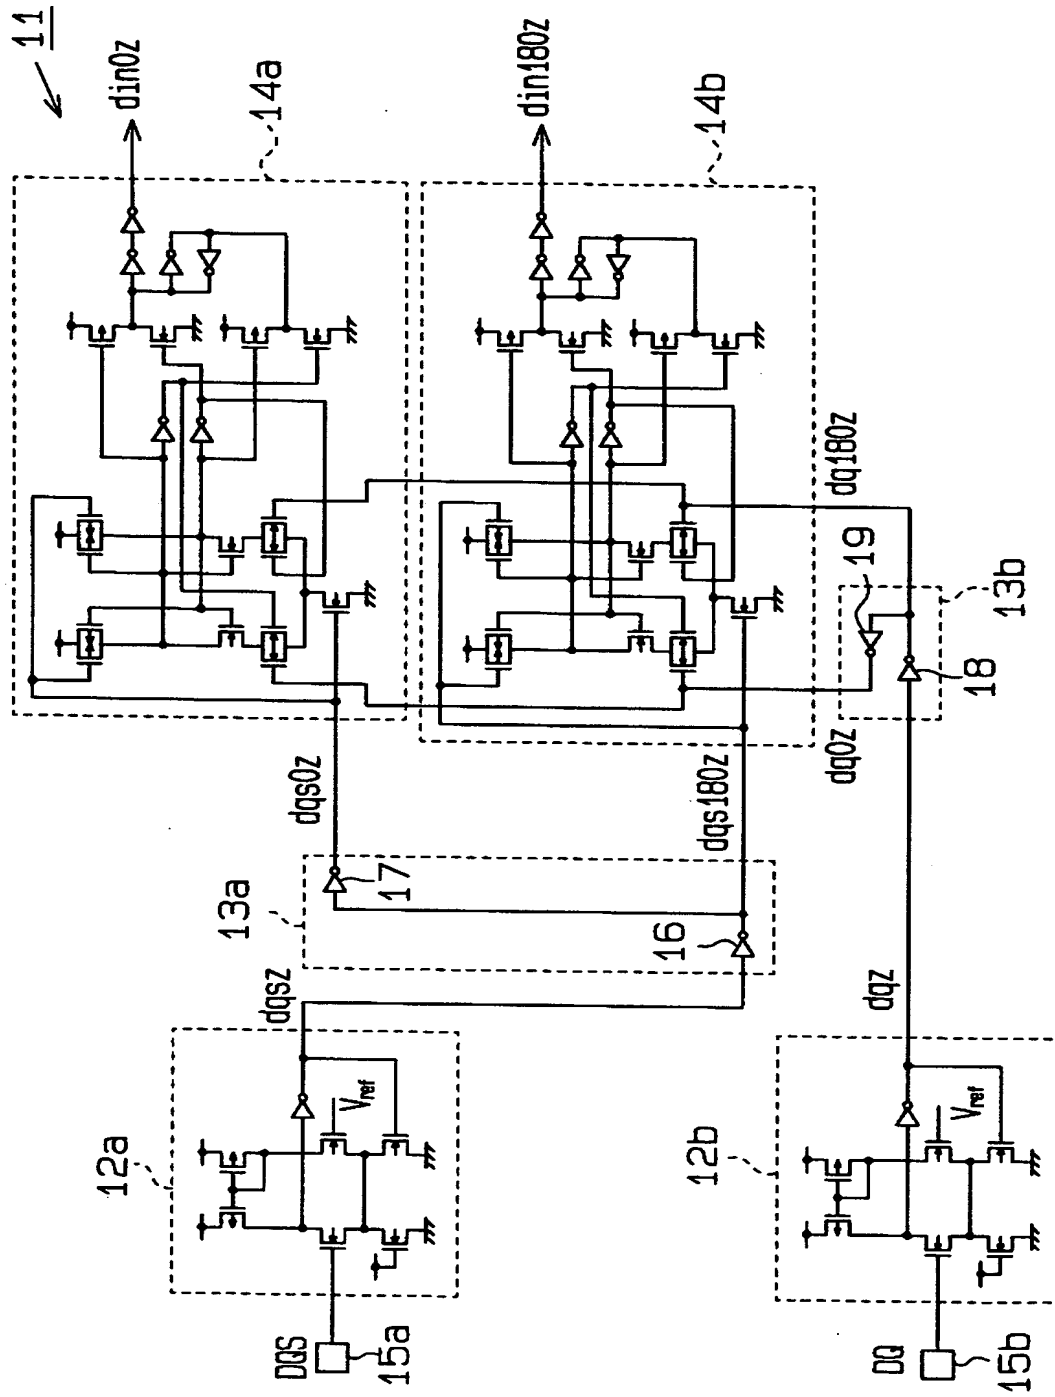 11
din0z
14a
din180z
14b
dq180z
19
13b
18
dq0z
dqs0z
17
13a
dqs180z
16
dqsz
dqz
12a
Vref
12b
Vref
DQS
15a
DQ
15b